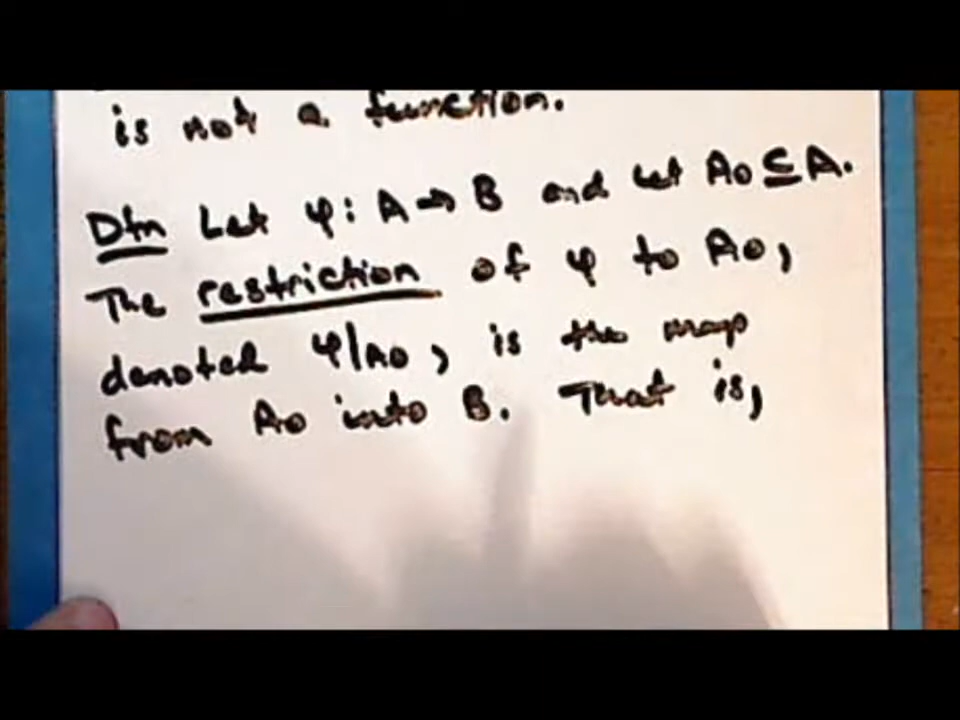 is not a function.
Dfn Let φ: A → B and let A0 ⊆ A.
The restriction of φ to A0,
denoted φ|A0, is the map
from A0 into B. That is,